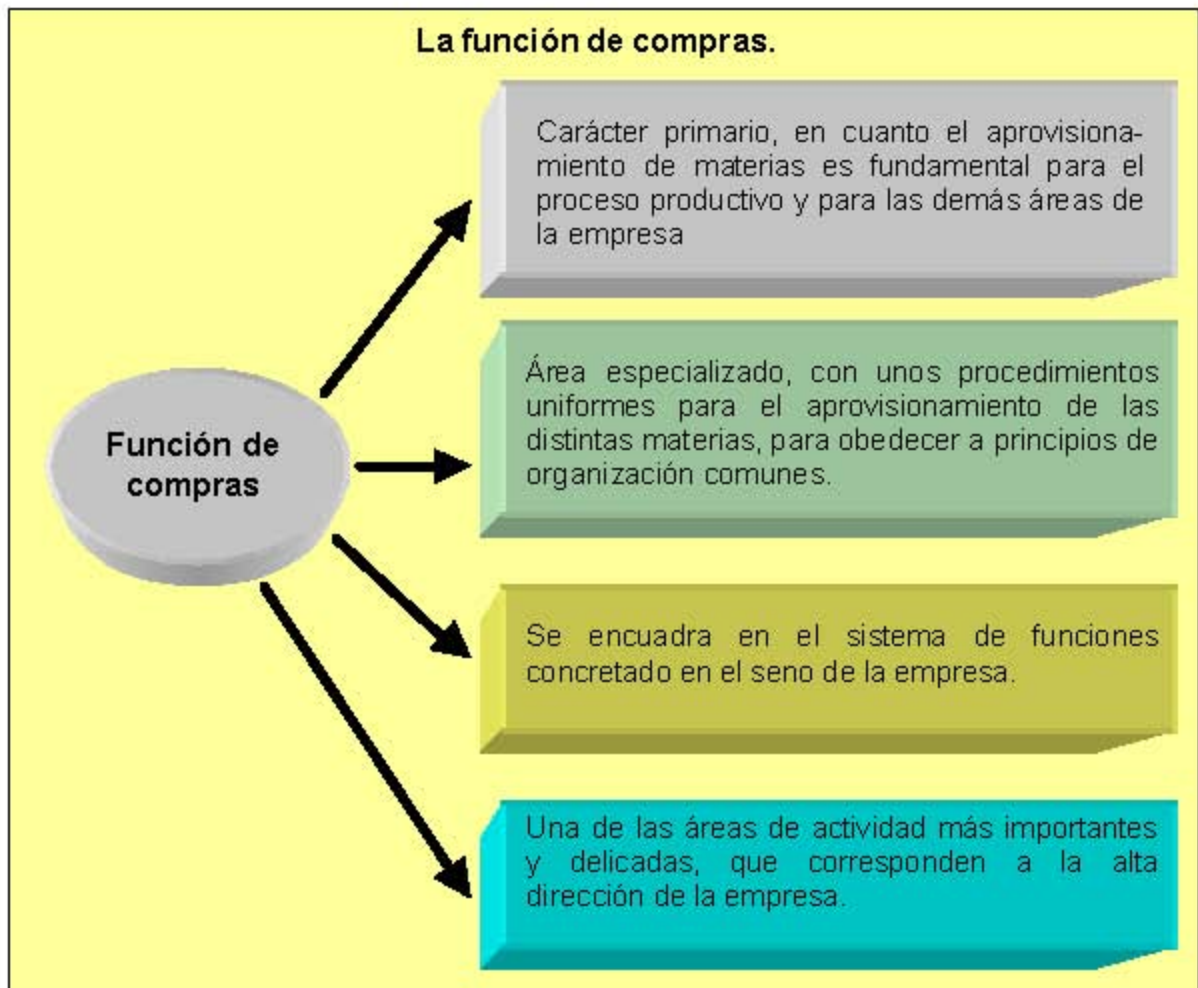 La función de compras.
Carácter primario, en cuanto el aprovisiona-
miento de materias es fundamental para el
proceso productivo y para las demás áreas de
la empresa
Función de
compras
Área especializado, con unos procedimientos
uniformes para el aprovisionamiento de las
distintas materias, para obedecer a principios de
organización comunes.
Se encuadra en el sistema de funciones
concretado en el seno de la empresa.
Una de las áreas de actividad más importantes
y delicadas, que corresponden a la alta
dirección de la empresa.